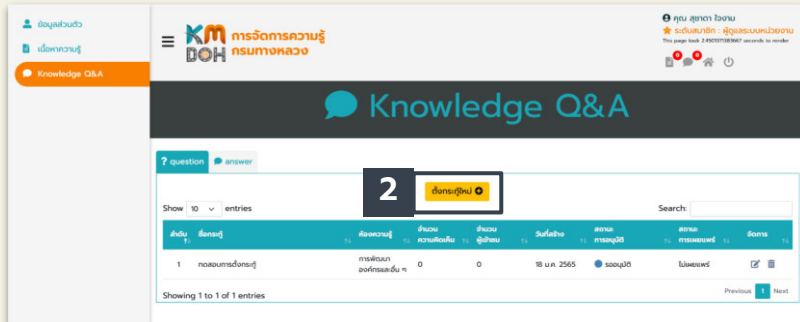 ข้อมูลส่วนตัว
เนื้อหาความรู้
Knowledge Q&A
KM
DOH
การจัดการความรู้
กรมทางหลวง
คุณ สุชาดา ใจงาม
ระดับสมาชิก : ผู้ดูแลระบบหน่วยงาน
This page took 2.4501011383667 seconds to render
0 0
Knowledge Q&A
? question answer
2 ตั้งกระทู้ใหม่
Show 10 entries Search:
ลำดับ ชื่อกระทู้ ห้องความรู้ จำนวนความคิดเห็น จำนวนผู้เข้าชม วันที่สร้าง สถานะการอนุมัติ สถานะการเผยแพร่ จัดการ
1 ทดสอบการตั้งกระทู้ การพัฒนาองค์กรและอื่น ๆ 0 0 18 ม.ค. 2565 รออนุมัติ ไม่เผยแพร่
Showing 1 to 1 of 1 entries Previous 1 Next